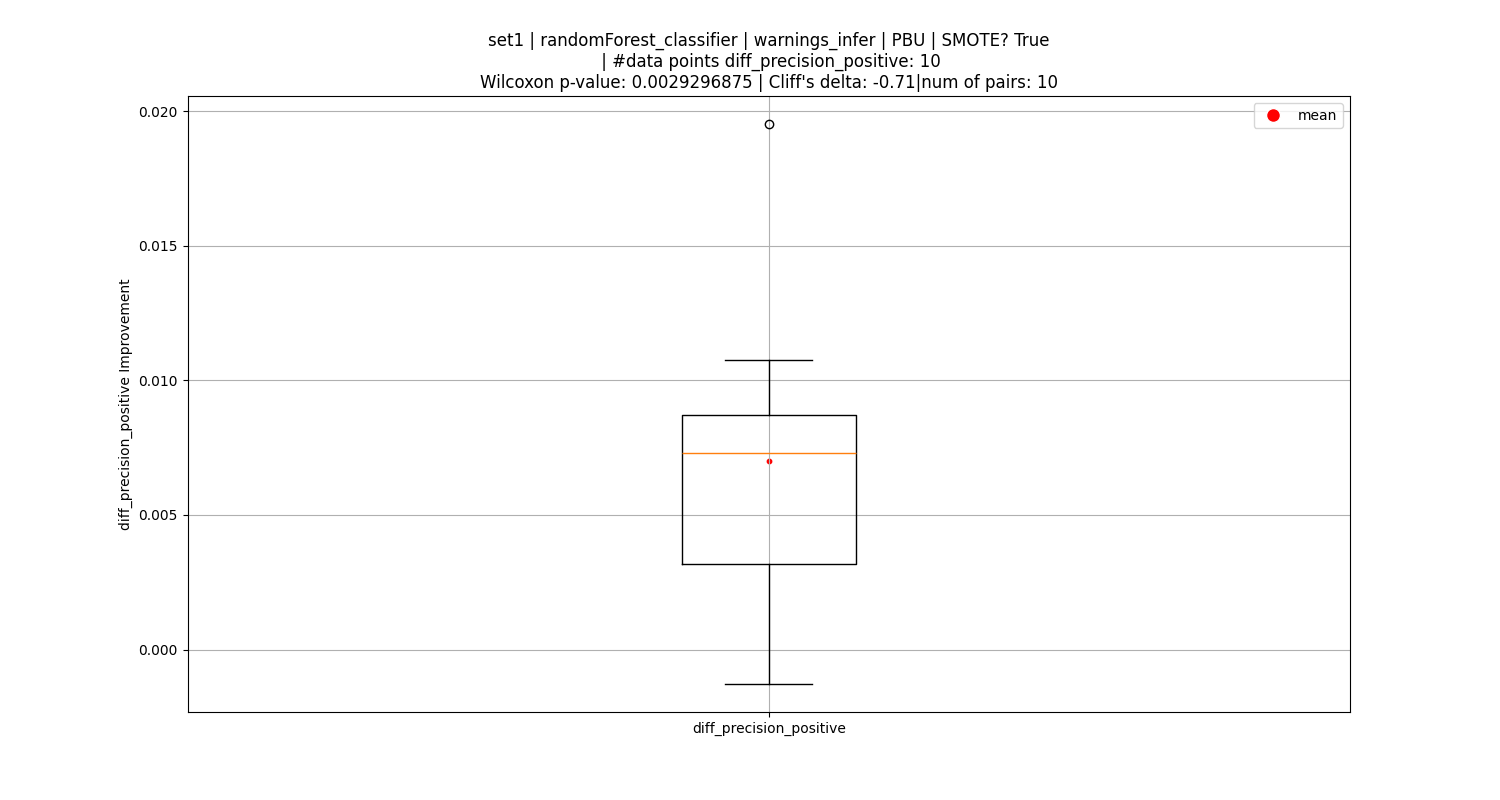 set1 | randomForest_classifier | warnings_infer | PBU | SMOTE? True
| #data points diff_precision_positive: 10
Wilcoxon p-value: 0.0029296875 | Cliff's delta: -0.71|num of pairs: 10
mean
0.020
0.015
0.010
0.005
0.000
diff_precision_positive Improvement
diff_precision_positive